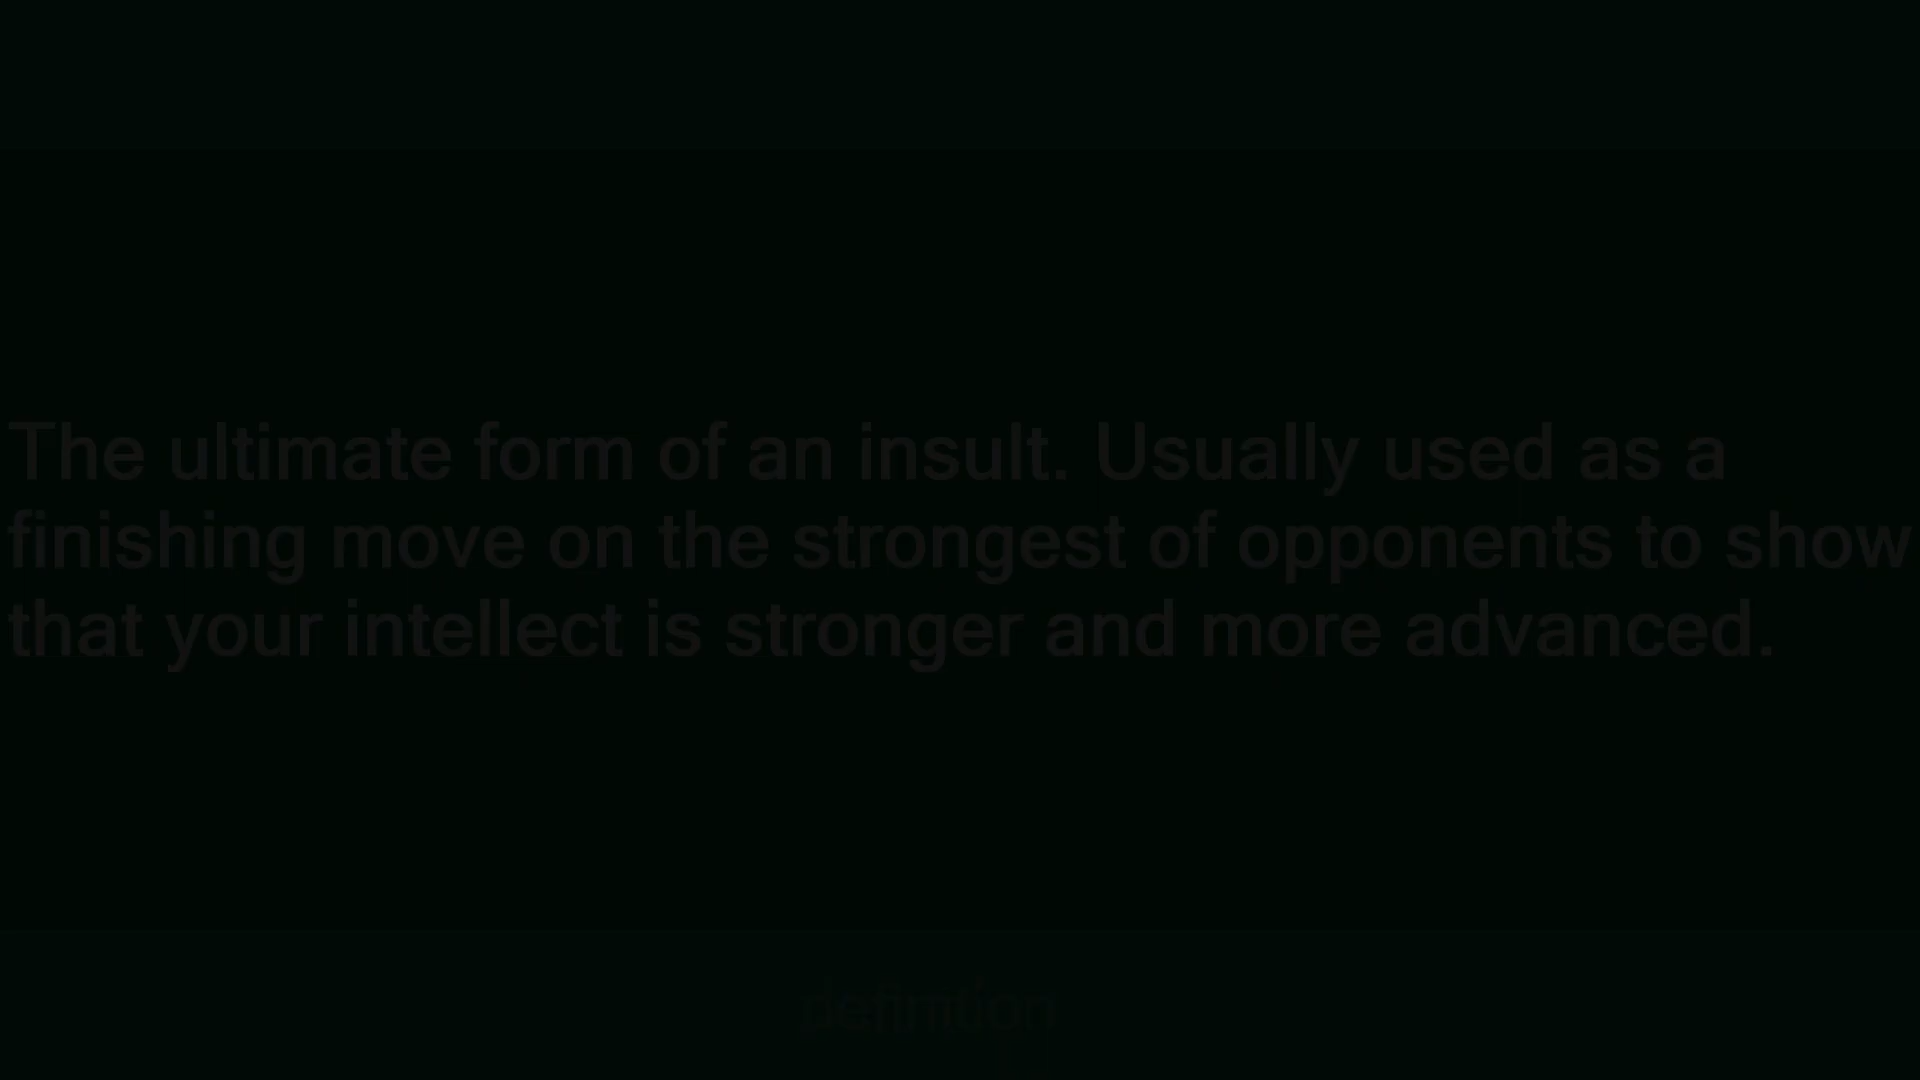 The ultimate form of an insult. Usually used as a
finishing move on the strongest of opponents to show
that your intellect is stronger and more advanced.
definition